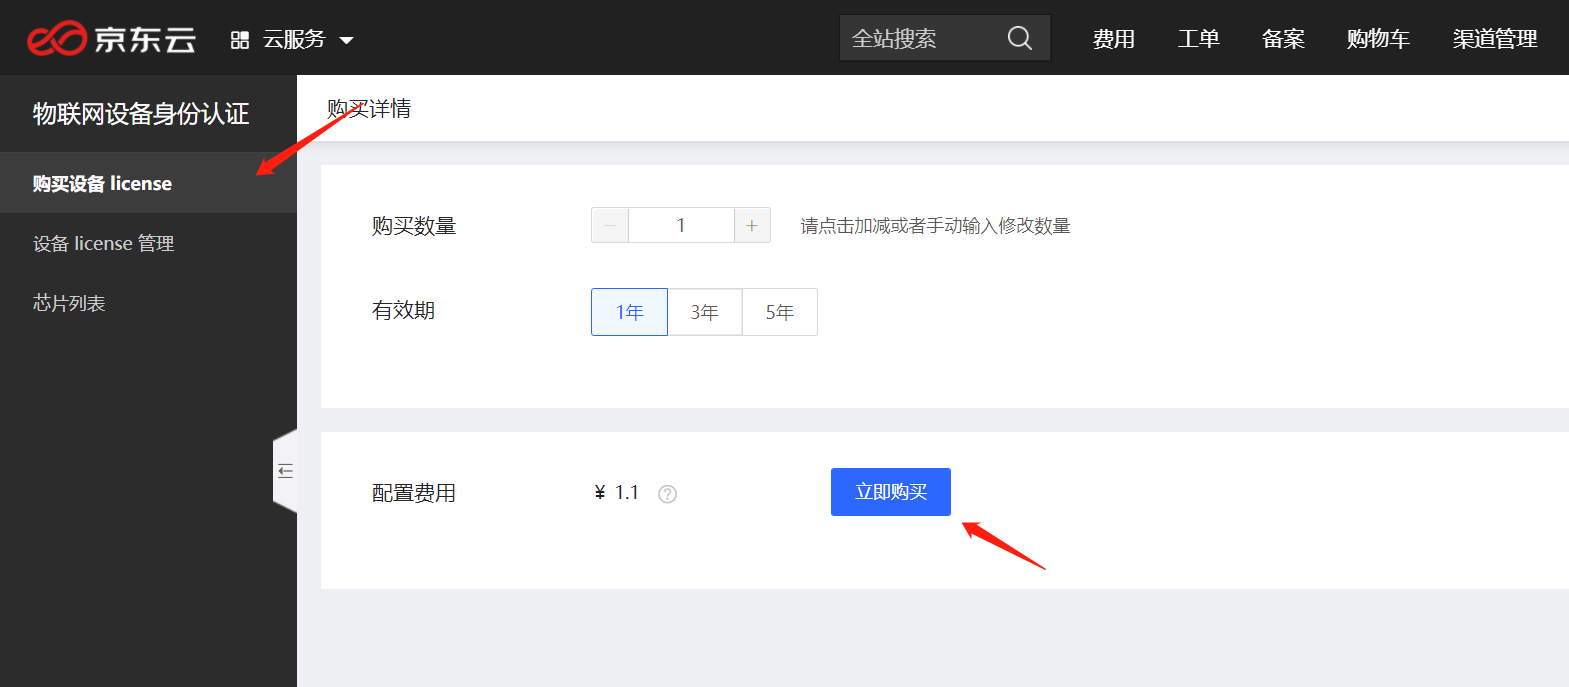 京东云 云服务 全站搜索 费用 工单 备案 购物车 渠道管理
物联网设备身份认证
购买设备 license
设备 license 管理
芯片列表
购买详情
购买数量 − 1 + 请点击加减或者手动输入修改数量
有效期 1年 3年 5年
配置费用 ¥ 1.1 ? 立即购买